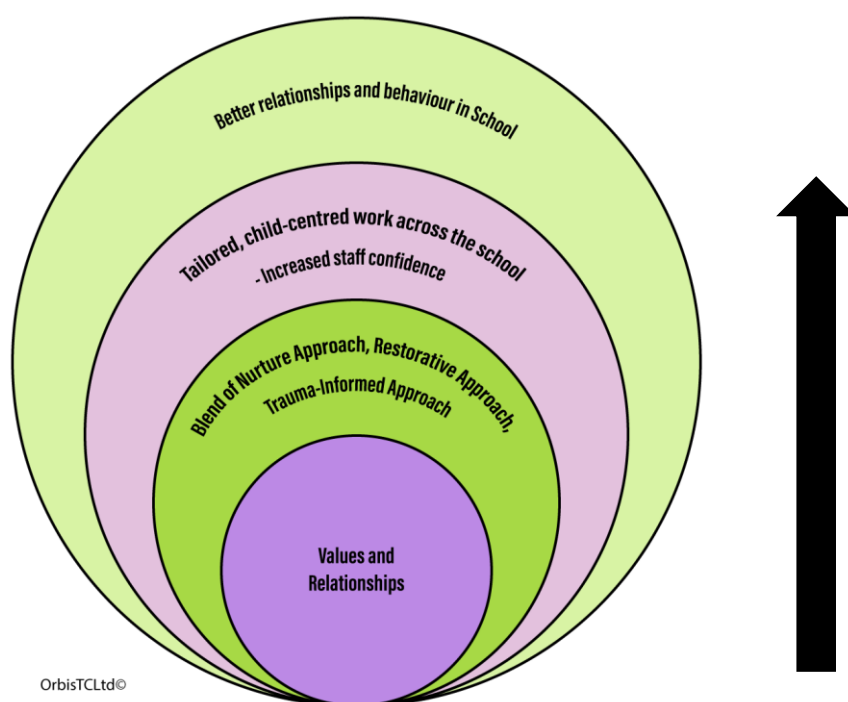 Better relationships and behaviour in School
Tailored, child-centred work across the school
- Increased staff confidence
Blend of Nurture Approach, Restorative Approach,
Trauma-Informed Approach
Values and
Relationships
OrbisTCLtd©